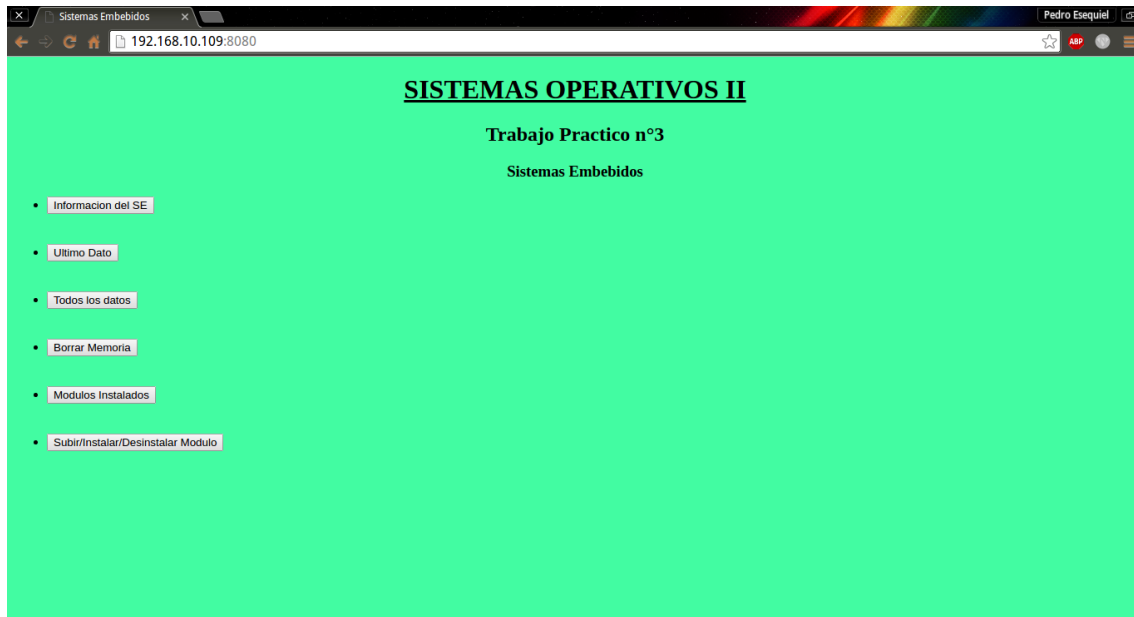 Sistemas Embebidos
Pedro Esequiel
192.168.10.109:8080
ABP
SISTEMAS OPERATIVOS II
Trabajo Practico n°3
Sistemas Embebidos
Informacion del SE
Ultimo Dato
Todos los datos
Borrar Memoria
Modulos Instalados
Subir/Instalar/Desinstalar Modulo